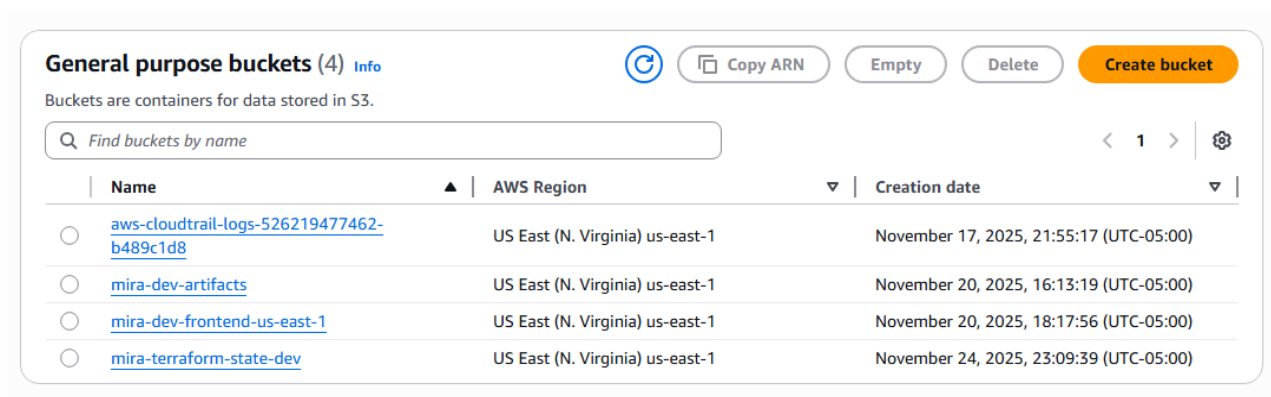 General purpose buckets (4) Info
Copy ARN
Empty
Delete
Create bucket
Buckets are containers for data stored in S3.
Find buckets by name
1
Name AWS Region Creation date
aws-cloudtrail-logs-526219477462-
b489c1d8
US East (N. Virginia) us-east-1 November 17, 2025, 21:55:17 (UTC-05:00)
mira-dev-artifacts US East (N. Virginia) us-east-1 November 20, 2025, 16:13:19 (UTC-05:00)
mira-dev-frontend-us-east-1 US East (N. Virginia) us-east-1 November 20, 2025, 18:17:56 (UTC-05:00)
mira-terraform-state-dev US East (N. Virginia) us-east-1 November 24, 2025, 23:09:39 (UTC-05:00)